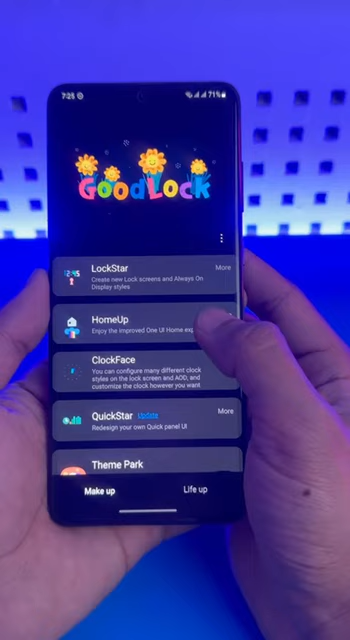 7:25
71%
GOODLOCK
LockStar
More
Create new Lock screens and Always On
Display styles
HomeUp
Enjoy the improved One UI Home
ClockFace
You can configure many different clock
styles on the lock screen and AOD, and
customize the clock however you want
QuickStar Update
More
Redesign your own Quick panel UI
Theme Park
Make up
Life up